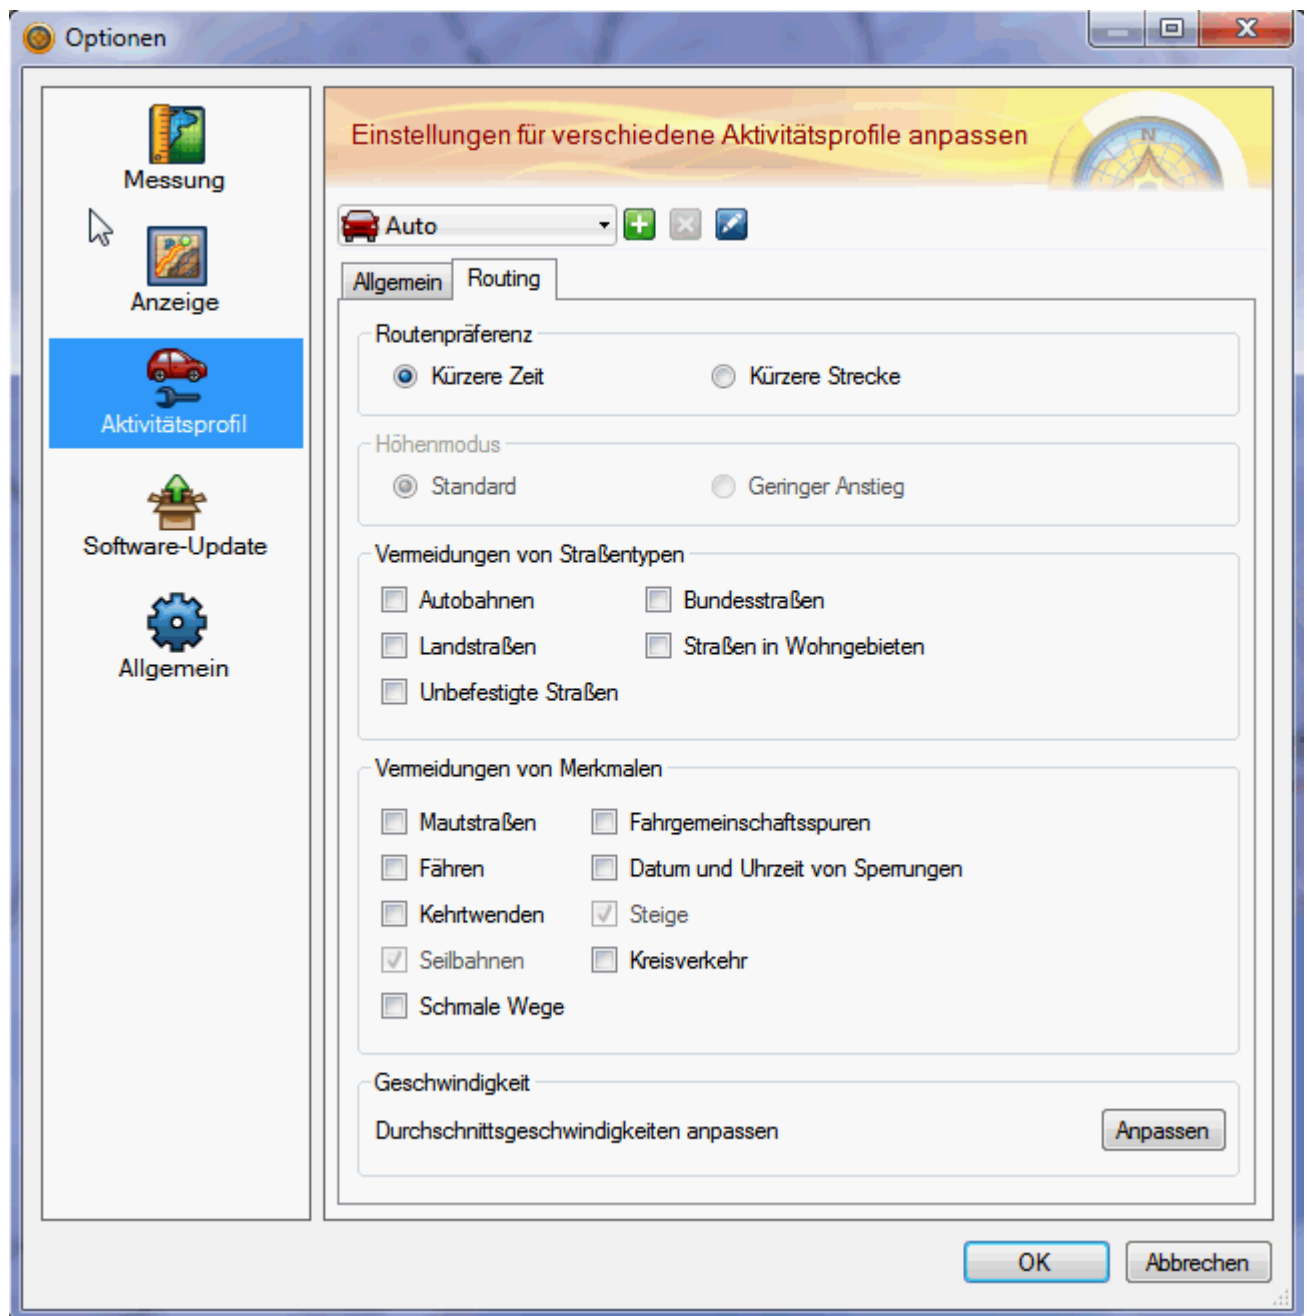 Optionen
Messung
Anzeige
Aktivitätsprofil
Software-Update
Allgemein
Einstellungen für verschiedene Aktivitätsprofile anpassen
N
Auto
Allgemein Routing
Routenpräferenz
Kürzere Zeit Kürzere Strecke
Höhenmodus
Standard Geringer Anstieg
Vermeidungen von Straßentypen
Autobahnen Bundesstraßen
Landstraßen Straßen in Wohngebieten
Unbefestigte Straßen
Vermeidungen von Merkmalen
Mautstraßen Fahrgemeinschaftsspuren
Fähren Datum und Uhrzeit von Sperrungen
Kehrtwenden Steige
Seilbahnen Kreisverkehr
Schmale Wege
Geschwindigkeit
Durchschnittsgeschwindigkeiten anpassen Anpassen
OK Abbrechen